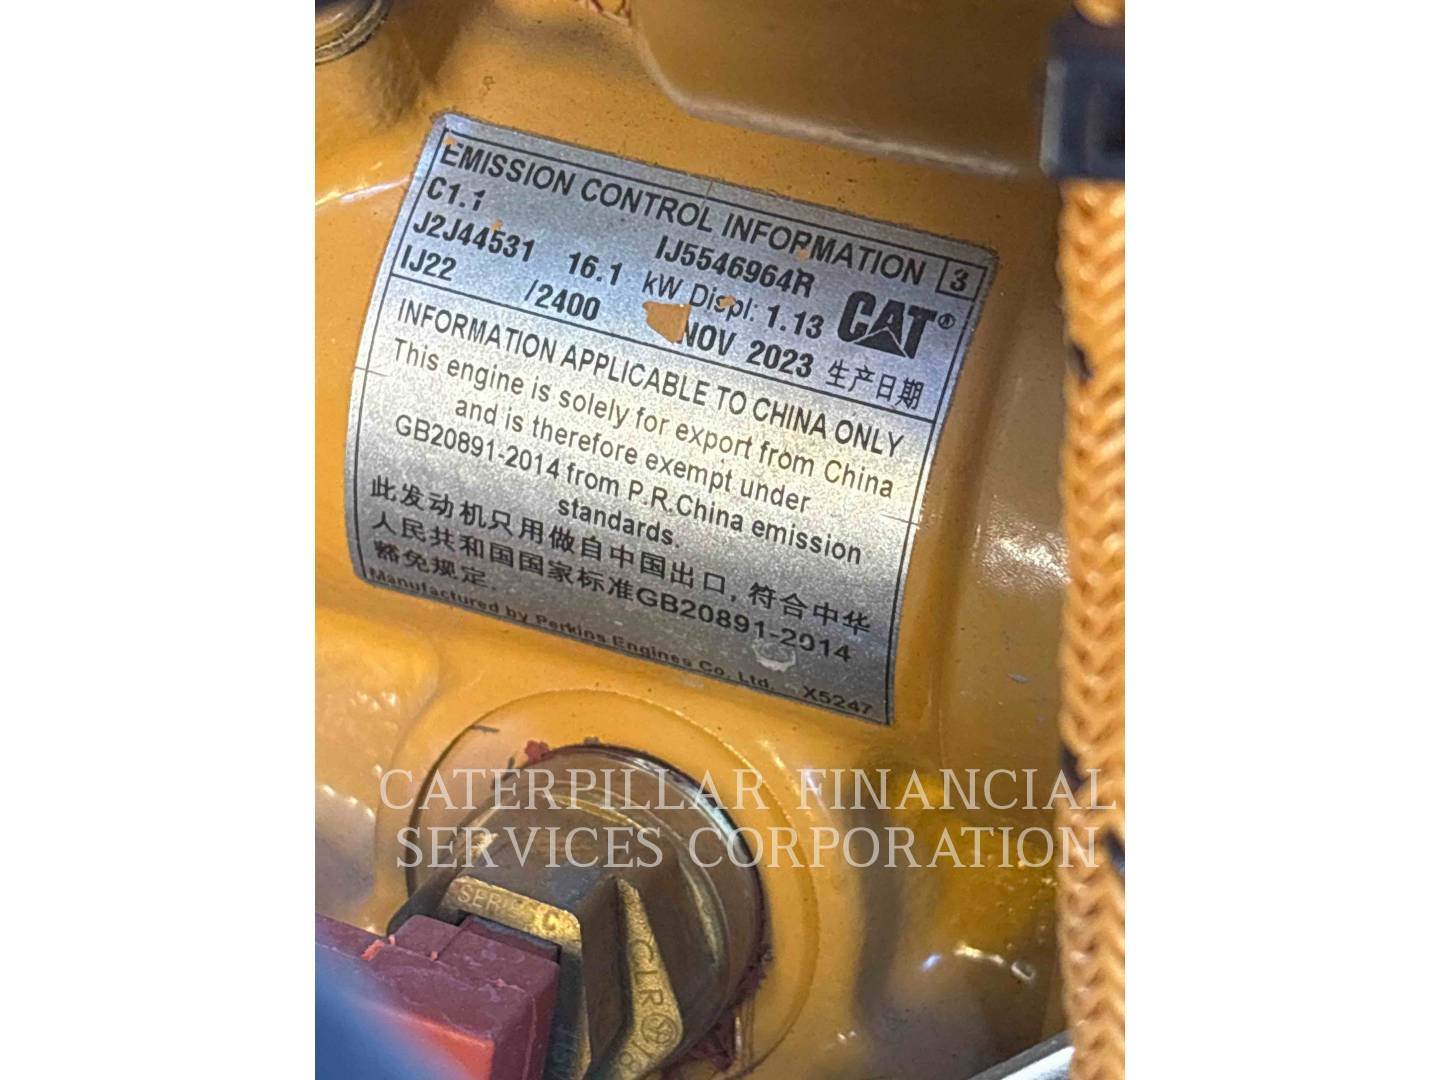 EMISSION CONTROL INFORMATION 3
C1.1 IJ5546964R
J2J44531 16.1 kW Displ: 1.13 CAT®
IJ22 /2400 NOV 2023 生产日期
INFORMATION APPLICABLE TO CHINA ONLY
This engine is solely for export from China
and is therefore exempt under
GB20891-2014 from P.R.China emission
standards.
此发动机只用做自中国出口, 符合中华
人民共和国国家标准GB20891-2014
豁免规定.
Manufactured by Perkins Engines Co. Ltd. X5247
CATERPILLAR FINANCIAL
SERVICES CORPORATION
SERIES C
CLR